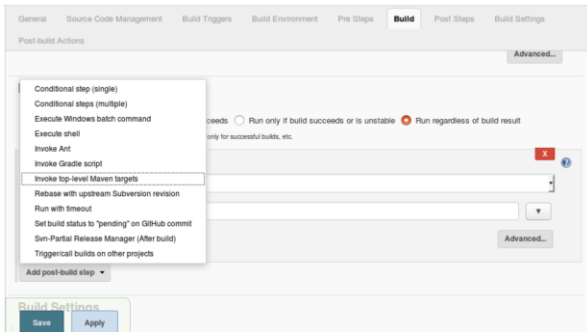 General Source Code Management Build Triggers Build Environment Pre Steps Build Post Steps Build Settings
Post-build Actions
Advanced...
Conditional step (single)
Conditional steps (multiple)
Execute Windows batch command
ceeds Run only if build succeeds or is unstable Run regardless of build result
Execute shell
only for successful builds, etc.
Invoke Ant
Invoke Gradle script
X
Invoke top-level Maven targets
Rebase with upstream Subversion revision
Run with timeout
Set build status to "pending" on GitHub commit
Svn-Partial Release Manager (After build)
Advanced...
Trigger/call builds on other projects
Add post-build step
Build Settings
Save Apply